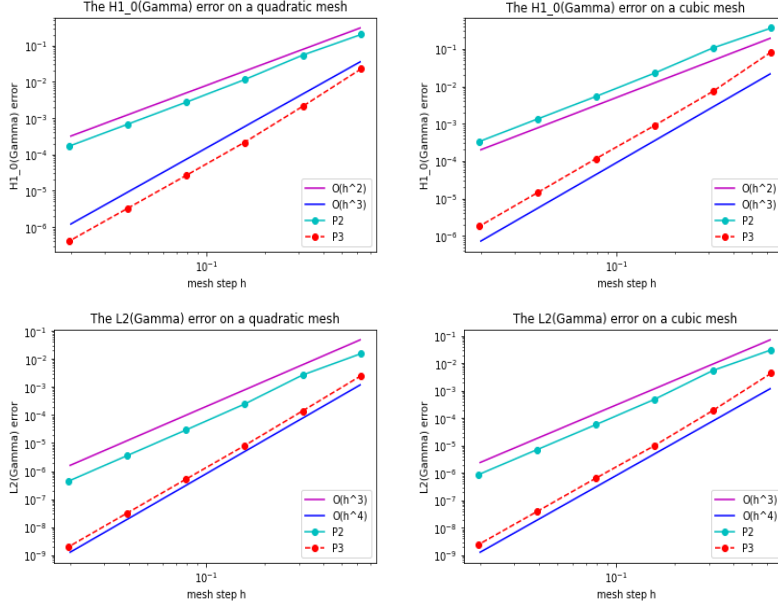 The H1_0(Gamma) error on a quadratic mesh
H1_0(Gamma) error
10^-1
10^-2
10^-3
10^-4
10^-5
10^-6
O(h^2)
O(h^3)
P2
P3
10^-1
mesh step h
The H1_0(Gamma) error on a cubic mesh
H1_0(Gamma) error
10^-1
10^-2
10^-3
10^-4
10^-5
10^-6
O(h^2)
O(h^3)
P2
P3
10^-1
mesh step h
The L2(Gamma) error on a quadratic mesh
L2(Gamma) error
10^-1
10^-2
10^-3
10^-4
10^-5
10^-6
10^-7
10^-8
10^-9
O(h^3)
O(h^4)
P2
P3
10^-1
mesh step h
The L2(Gamma) error on a cubic mesh
L2(Gamma) error
10^-1
10^-2
10^-3
10^-4
10^-5
10^-6
10^-7
10^-8
10^-9
O(h^3)
O(h^4)
P2
P3
10^-1
mesh step h